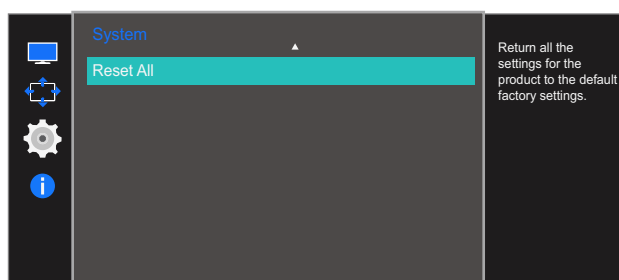 System
Reset All
Return all the
settings for the
product to the default
factory settings.